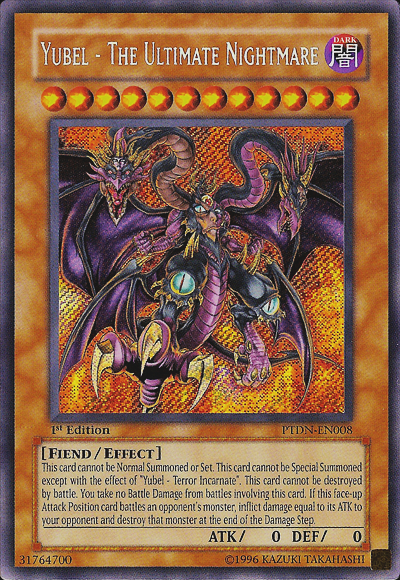 Yubel - The Ultimate Nightmare
DARK
闇
1st Edition
PTDN-EN008
[Fiend / Effect]
This card cannot be Normal Summoned or Set. This card cannot be Special Summoned
except with the effect of "Yubel - Terror Incarnate". This card cannot be destroyed
by battle. You take no Battle Damage from battles involving this card. If this face-up
Attack Position card battles an opponent's monster, inflict damage equal to its ATK to
your opponent and destroy that monster at the end of the Damage Step.
ATK/ 0 DEF/ 0
31764700
©1996 KAZUKI TAKAHASHI